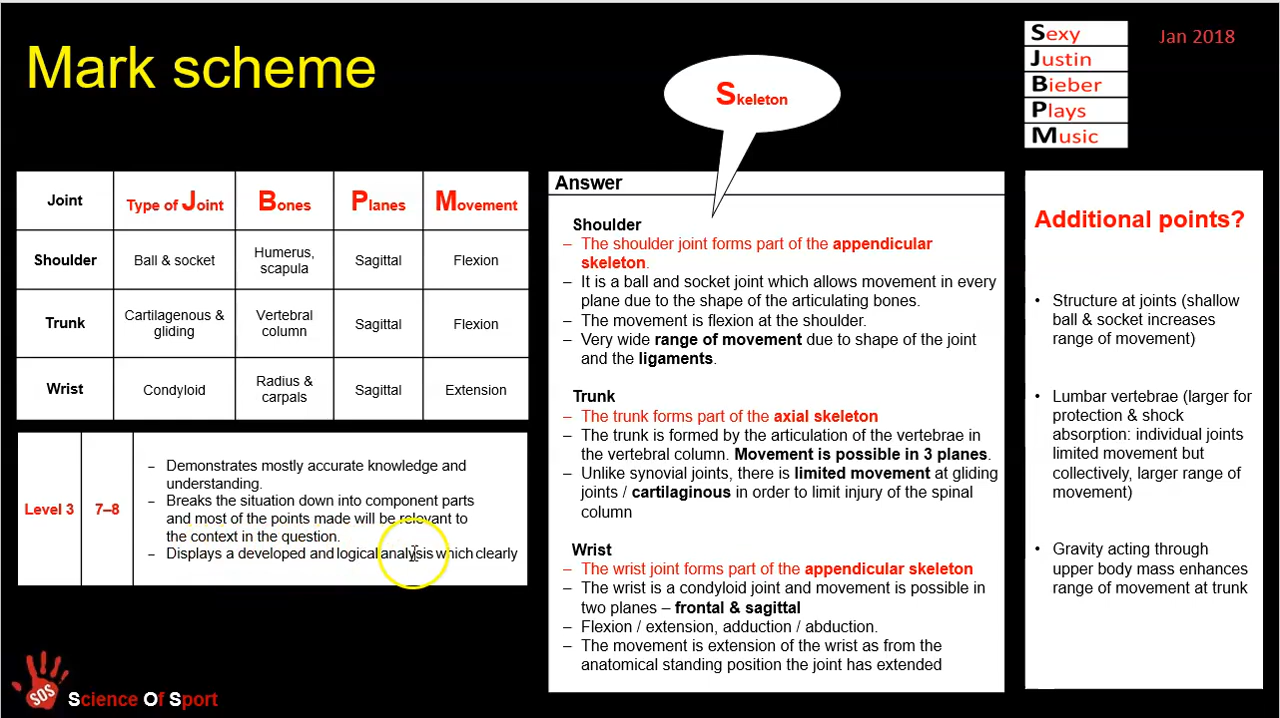 Mark scheme
Skeleton
Sexy
Justin
Bieber
Plays
Music
Jan 2018
Joint
Type of Joint
Bones
Planes
Movement
Shoulder
Ball & socket
Humerus,
scapula
Sagittal
Flexion
Trunk
Cartilagenous &
gliding
Vertebral
column
Sagittal
Flexion
Wrist
Condyloid
Radius &
carpals
Sagittal
Extension
Level 3
7–8
– Demonstrates mostly accurate knowledge and
understanding.
– Breaks the situation down into component parts
and most of the points made will be relevant to
the context in the question.
– Displays a developed and logical analysis which clearly
Answer
Shoulder
– The shoulder joint forms part of the appendicular
skeleton.
– It is a ball and socket joint which allows movement in every
plane due to the shape of the articulating bones.
– The movement is flexion at the shoulder.
– Very wide range of movement due to shape of the joint
and the ligaments.
Trunk
– The trunk forms part of the axial skeleton
– The trunk is formed by the articulation of the vertebrae in
the vertebral column. Movement is possible in 3 planes.
– Unlike synovial joints, there is limited movement at gliding
joints / cartilaginous in order to limit injury of the spinal
column
Wrist
– The wrist joint forms part of the appendicular skeleton
– The wrist is a condyloid joint and movement is possible in
two planes – frontal & sagittal
– Flexion / extension, adduction / abduction.
– The movement is extension of the wrist as from the
anatomical standing position the joint has extended
Additional points?
• Structure at joints (shallow
ball & socket increases
range of movement)
• Lumbar vertebrae (larger for
protection & shock
absorption: individual joints
limited movement but
collectively, larger range of
movement)
• Gravity acting through
upper body mass enhances
range of movement at trunk
SOS
Science Of Sport